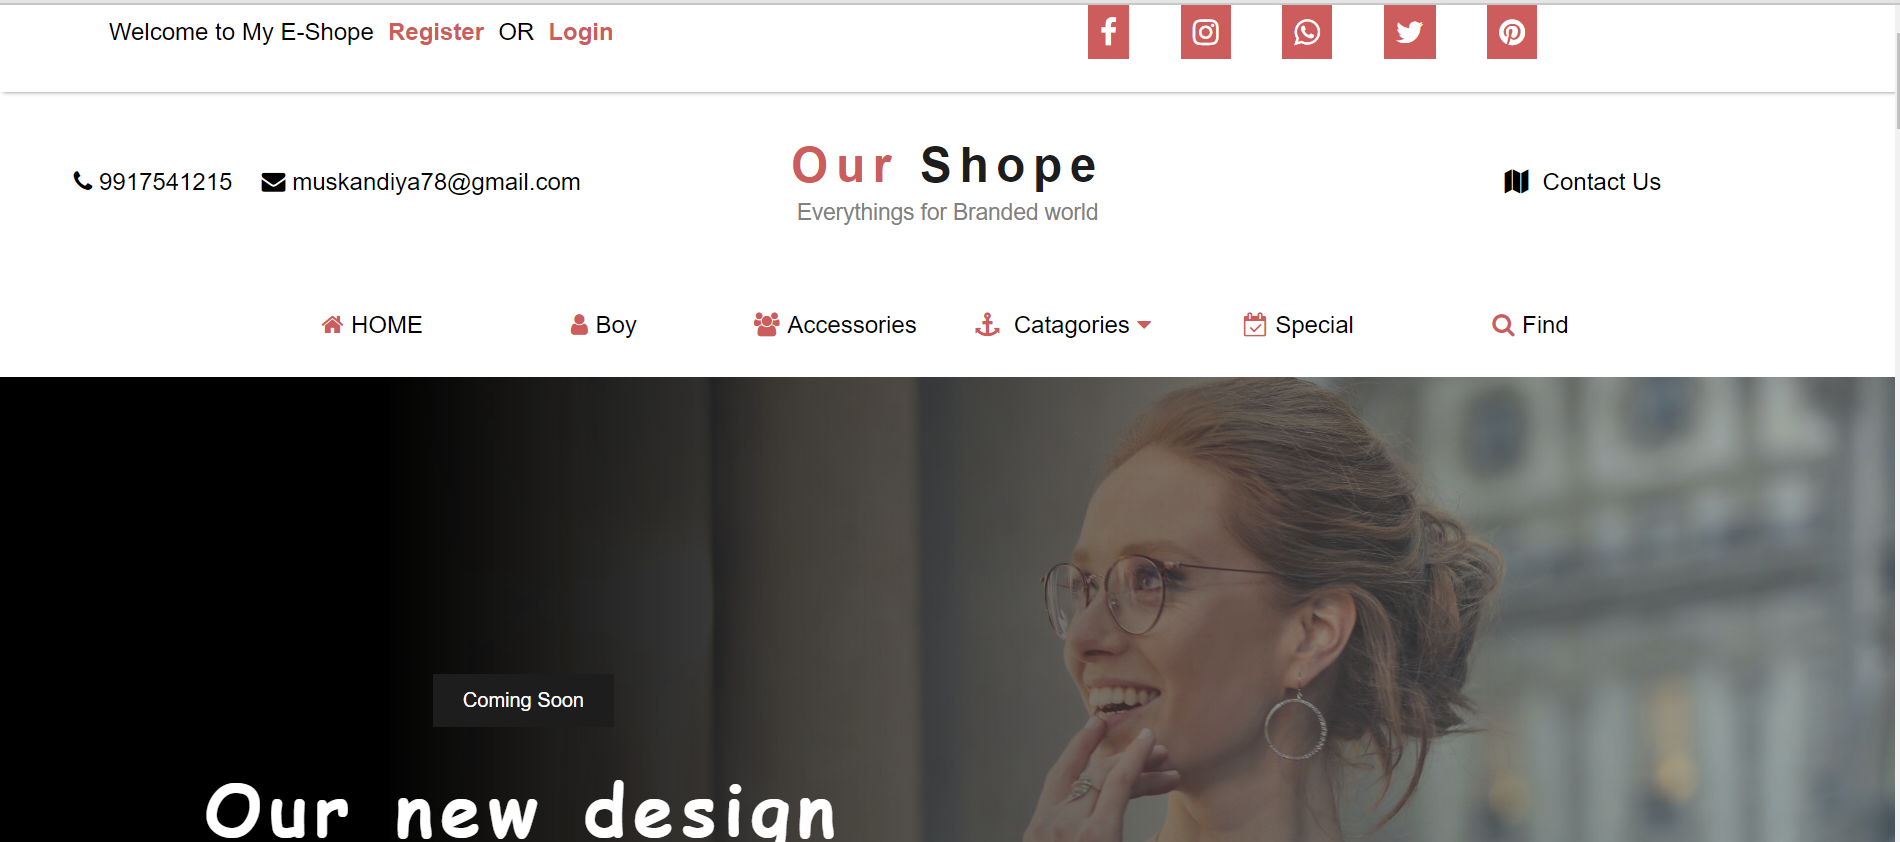 Welcome to My E-Shope Register OR Login
9917541215 muskandiya78@gmail.com
Our Shope
Everythings for Branded world
Contact Us
HOME Boy Accessories Catagories Special Find
Coming Soon
Our new design